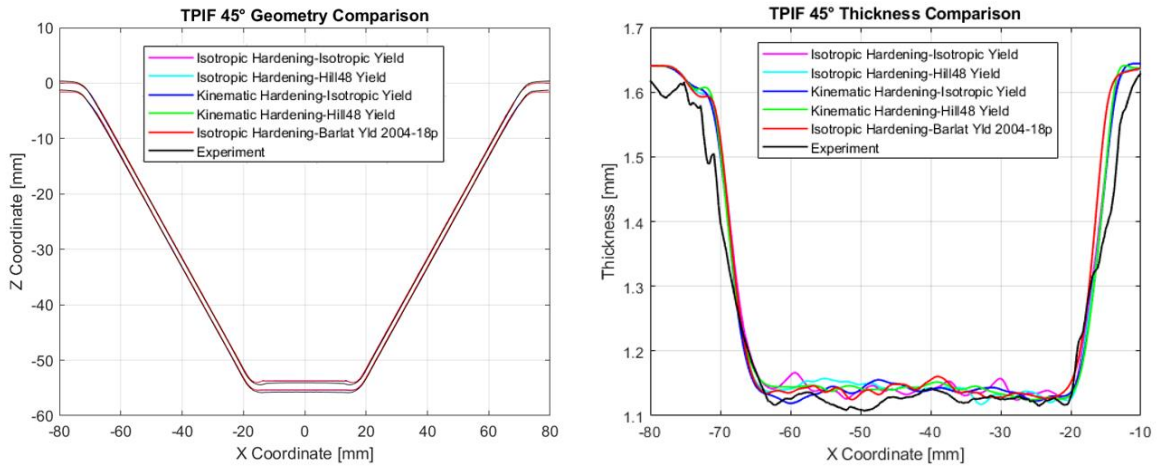 TPIF 45° Geometry Comparison
10
0
-10
-20
-30
-40
-50
-60
Z Coordinate [mm]
Isotropic Hardening-Isotropic Yield
Isotropic Hardening-Hill48 Yield
Kinematic Hardening-Isotropic Yield
Kinematic Hardening-Hill48 Yield
Isotropic Hardening-Barlat Yld 2004-18p
Experiment
-80 -60 -40 -20 0 20 40 60 80
X Coordinate [mm]
TPIF 45° Thickness Comparison
1.7
1.6
1.5
1.4
1.3
1.2
1.1
Thickness [mm]
Isotropic Hardening-Isotropic Yield
Isotropic Hardening-Hill48 Yield
Kinematic Hardening-Isotropic Yield
Kinematic Hardening-Hill48 Yield
Isotropic Hardening-Barlat Yld 2004-18p
Experiment
-80 -70 -60 -50 -40 -30 -20 -10
X Coordinate [mm]